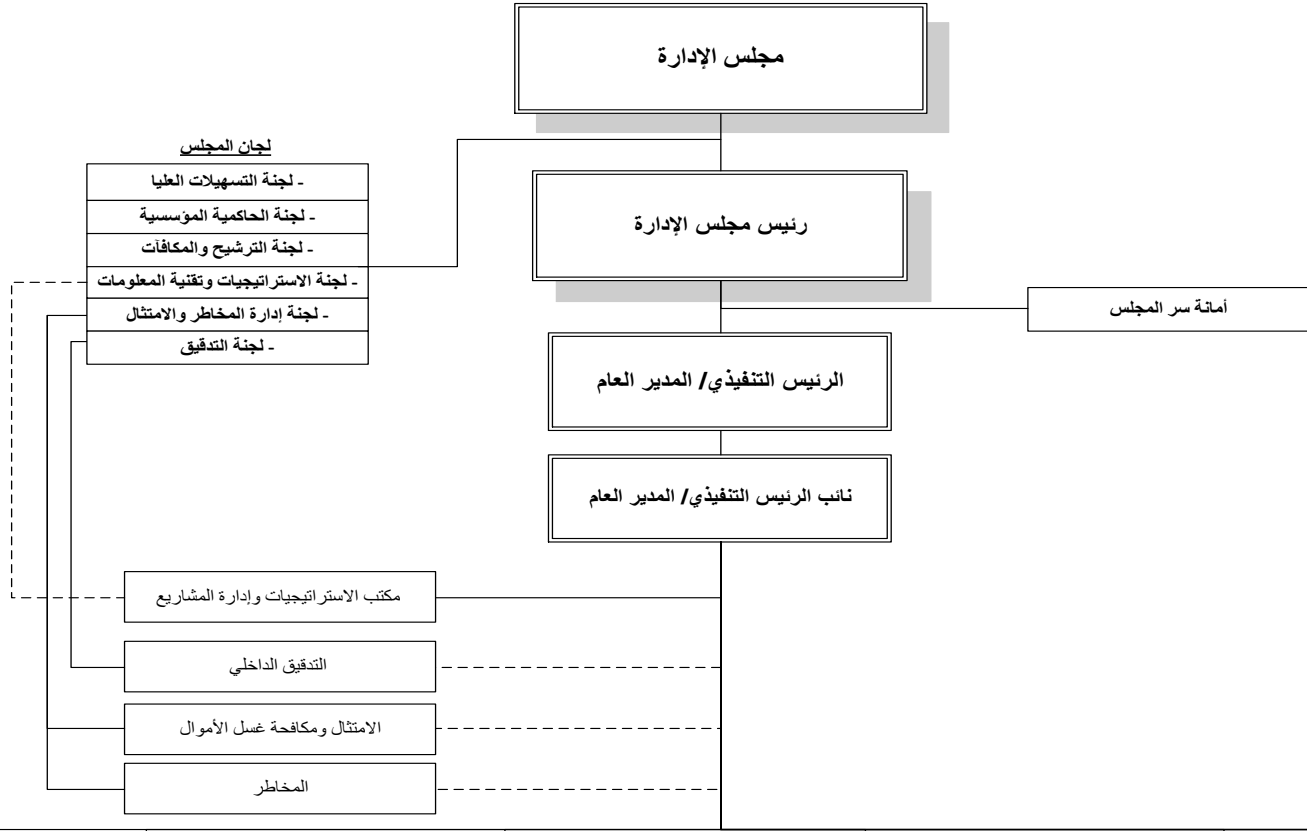 مجلس الإدارة
لجان المجلس
- لجنة التسهيلات العليا
- لجنة الحاكمية المؤسسية
- لجنة الترشيح والمكافآت
- لجنة الاستراتيجيات وتقنية المعلومات
- لجنة إدارة المخاطر والامتثال
- لجنة التدقيق
رئيس مجلس الإدارة
أمانة سر المجلس
الرئيس التنفيذي/ المدير العام
نائب الرئيس التنفيذي/ المدير العام
مكتب الاستراتيجيات وإدارة المشاريع
التدقيق الداخلي
الامتثال ومكافحة غسل الأموال
المخاطر